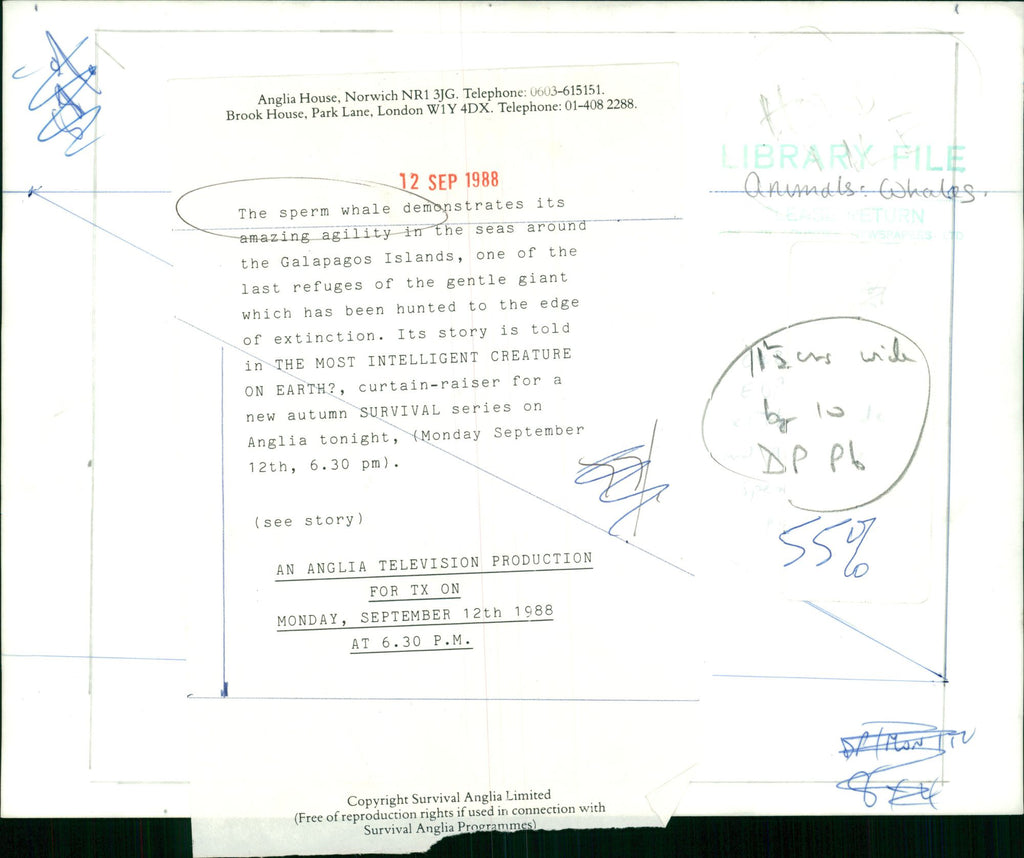 Anglia House, Norwich NR1 3JG. Telephone: 0603-615151.
Brook House, Park Lane, London W1Y 4DX. Telephone: 01-408 2288.
12 SEP 1988
The sperm whale demonstrates its
amazing agility in the seas around
the Galapagos Islands, one of the
last refuges of the gentle giant
which has been hunted to the edge
of extinction. Its story is told
in THE MOST INTELLIGENT CREATURE
ON EARTH?, curtain-raiser for a
new autumn SURVIVAL series on
Anglia tonight, (Monday September
12th, 6.30 pm).
(see story)
AN ANGLIA TELEVISION PRODUCTION
FOR TX ON
MONDAY, SEPTEMBER 12th 1988
AT 6.30 P.M.
Copyright Survival Anglia Limited
(Free of reproduction rights if used in connection with
Survival Anglia Programmes)
LIBRARY FILE
Animals: Whales.
RETURN
NEWSPAPERS LTD
wide
by 10
DP Pb
55%